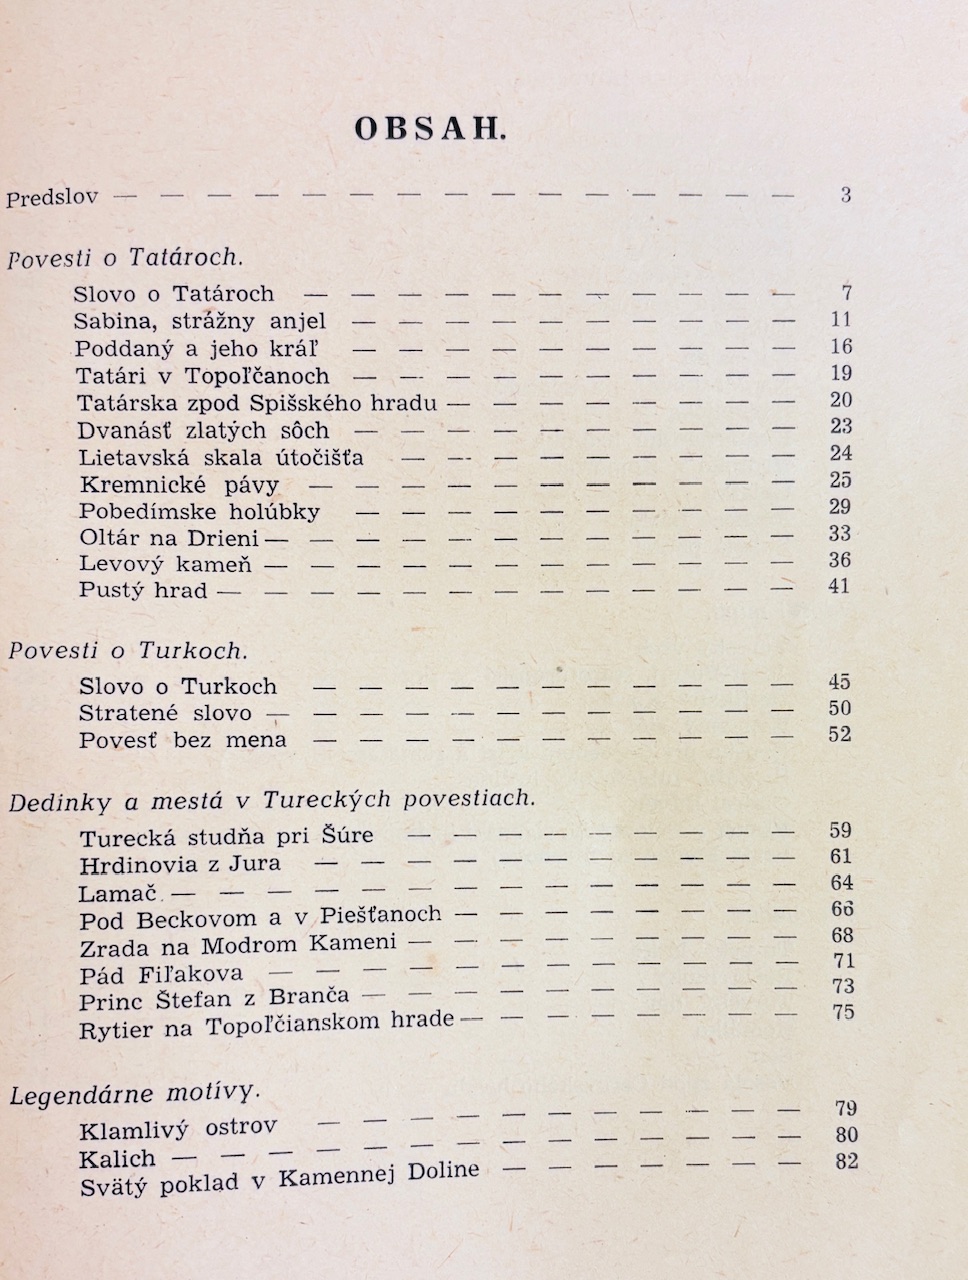 OBSAH.
Predslov — — — — — — — — — — — — — — — 3
Povesti o Tatároch.
Slovo o Tatároch — — — — — — — — — — — 7
Sabina, strážny anjel — — — — — — — — — — 11
Poddaný a jeho kráľ — — — — — — — — — — 16
Tatári v Topoľčanoch — — — — — — — — — — 19
Tatárska zpod Spišského hradu — — — — — — — — 20
Dvanásť zlatých sôch — — — — — — — — — — 23
Lietavská skala útočišťa — — — — — — — — — 24
Kremnické pávy — — — — — — — — — — — 25
Pobedímske holúbky — — — — — — — — — — 29
Oltár na Drieni — — — — — — — — — — — — 33
Levový kameň — — — — — — — — — — — — 36
Pustý hrad — — — — — — — — — — — — — 41
Povesti o Turkoch.
Slovo o Turkoch — — — — — — — — — — — 45
Stratené slovo — — — — — — — — — — — — 50
Povesť bez mena — — — — — — — — — — — 52
Dedinky a mestá v Tureckých povestiach.
Turecká studňa pri Šúre — — — — — — — — — 59
Hrdinovia z Jura — — — — — — — — — — — 61
Lamač — — — — — — — — — — — — — — 64
Pod Beckovom a v Piešťanoch — — — — — — — — 66
Zrada na Modrom Kameni — — — — — — — — — 68
Pád Fiľakova — — — — — — — — — — — — 71
Princ Štefan z Branča — — — — — — — — — — 73
Rytier na Topoľčianskom hrade — — — — — — — — 75
Legendárne motívy.
Klamlivý ostrov — — — — — — — — — — — 79
Kalich — — — — — — — — — — — — — — 80
Svätý poklad v Kamennej Doline — — — — — — — 82